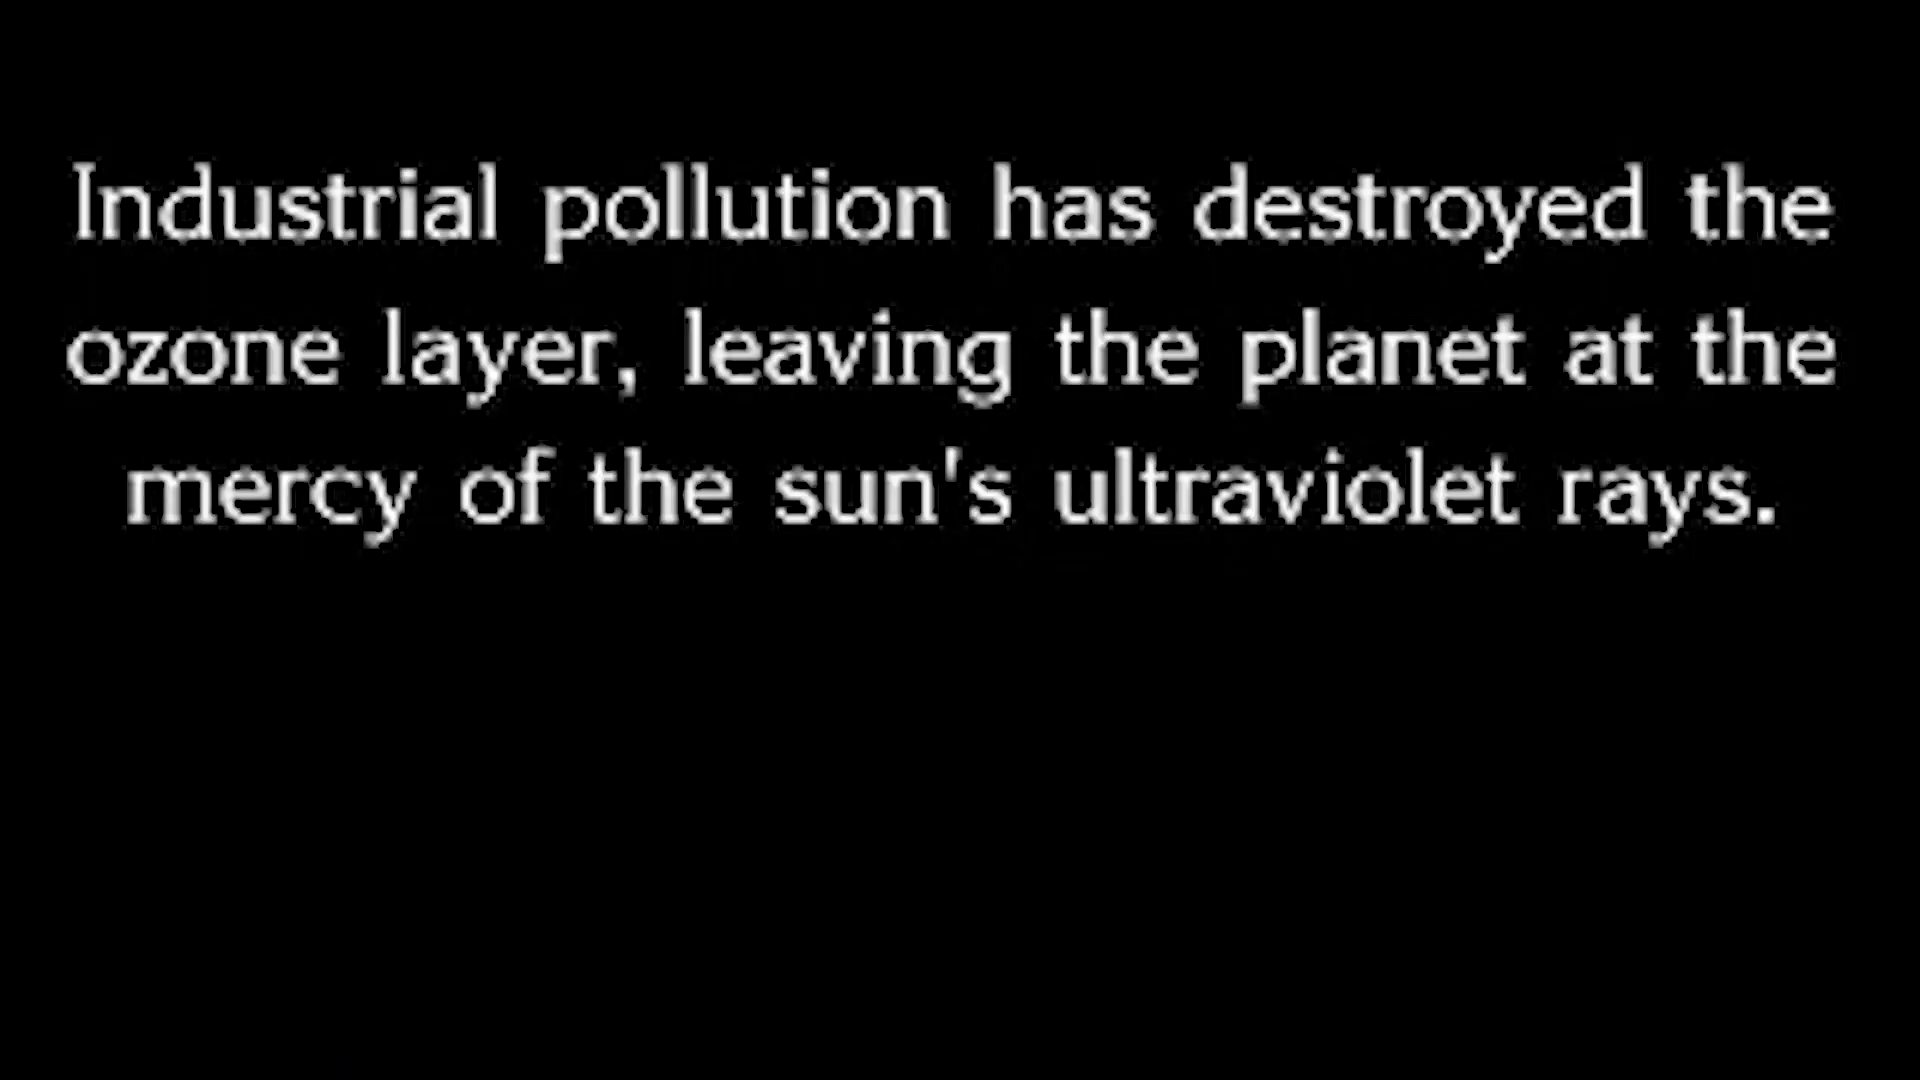 Industrial pollution has destroyed the
ozone layer, leaving the planet at the
mercy of the sun's ultraviolet rays.